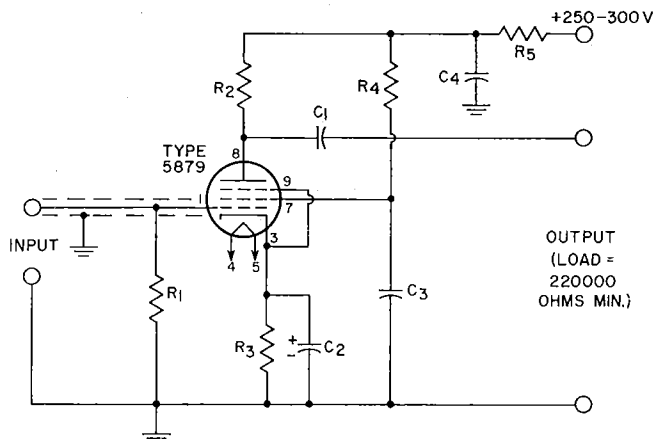 +250-300V
R5
R2
R4
C4
C1
TYPE
5879
8
9
7
3
4
5
INPUT
OUTPUT
(LOAD =
220000
OHMS MIN.)
R1
C3
R3
+
-
C2